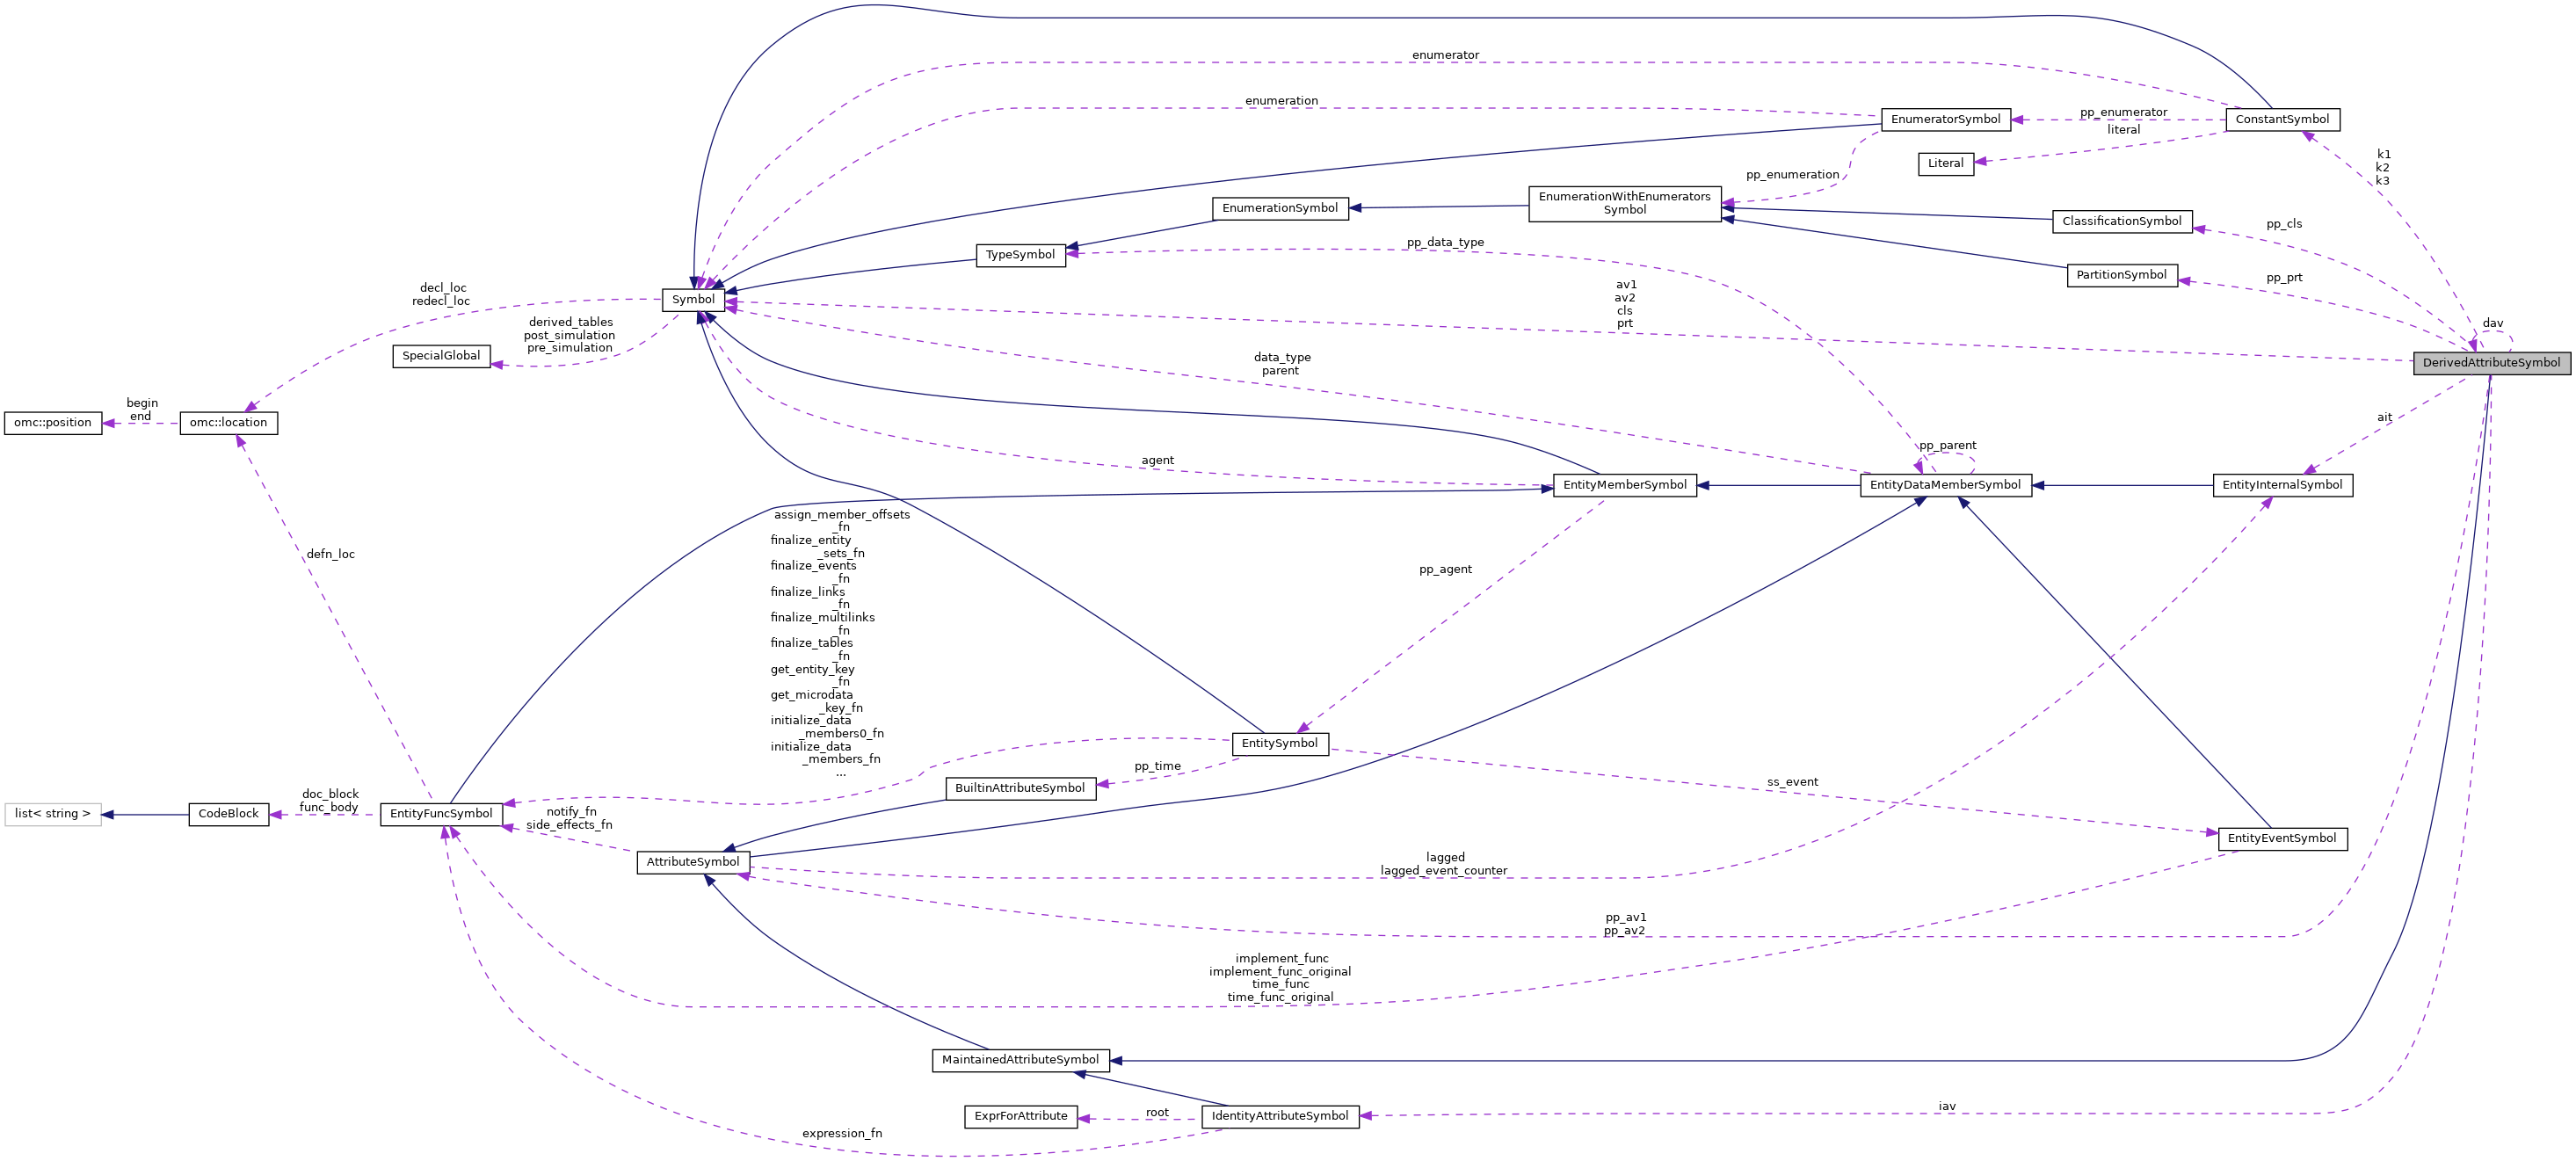 enumerator
enumeration
EnumeratorSymbol
pp_enumerator
ConstantSymbol
literal
Literal
k1
k2
k3
pp_enumeration
EnumerationWithEnumerators
Symbol
EnumerationSymbol
ClassificationSymbol
pp_cls
TypeSymbol
pp_data_type
PartitionSymbol
pp_prt
Symbol
decl_loc
redecl_loc
av1
av2
cls
prt
derived_tables
post_simulation
pre_simulation
SpecialGlobal
dav
DerivedAttributeSymbol
data_type
parent
begin
end
omc::position
omc::location
ait
agent
pp_parent
EntityMemberSymbol
EntityDataMemberSymbol
EntityInternalSymbol
defn_loc
assign_member_offsets
_fn
finalize_entity
_sets_fn
finalize_events
_fn
finalize_links
_fn
finalize_multilinks
_fn
finalize_tables
_fn
get_entity_key
_fn
get_microdata
_key_fn
initialize_data
_members0_fn
initialize_data
_members_fn
...
pp_agent
EntitySymbol
pp_time
BuiltinAttributeSymbol
ss_event
EntityEventSymbol
list< string >
CodeBlock
doc_block
func_body
EntityFuncSymbol
notify_fn
side_effects_fn
AttributeSymbol
lagged
lagged_event_counter
pp_av1
pp_av2
implement_func
implement_func_original
time_func
time_func_original
MaintainedAttributeSymbol
ExprForAttribute
root
IdentityAttributeSymbol
iav
expression_fn